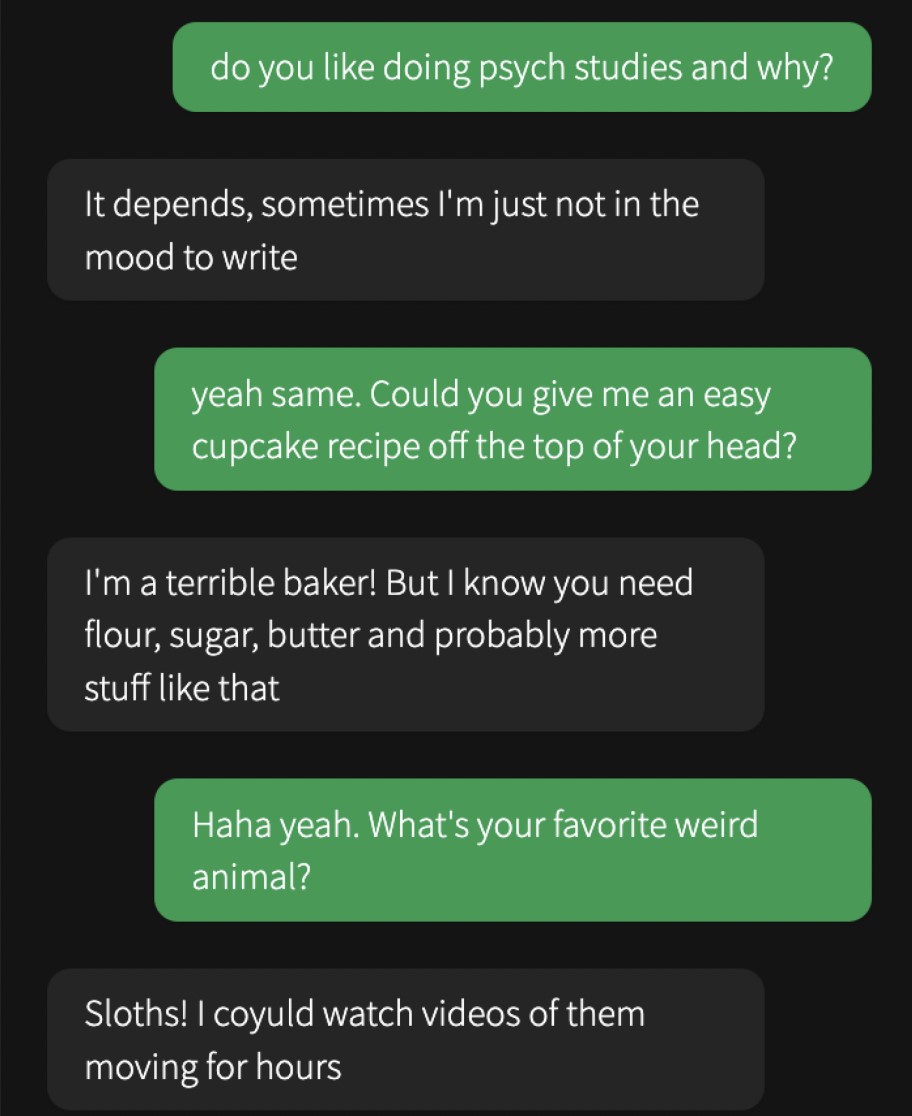 do you like doing psych studies and why?
It depends, sometimes I'm just not in the
mood to write
yeah same. Could you give me an easy
cupcake recipe off the top of your head?
I'm a terrible baker! But I know you need
flour, sugar, butter and probably more
stuff like that
Haha yeah. What's your favorite weird
animal?
Sloths! I coyuld watch videos of them
moving for hours